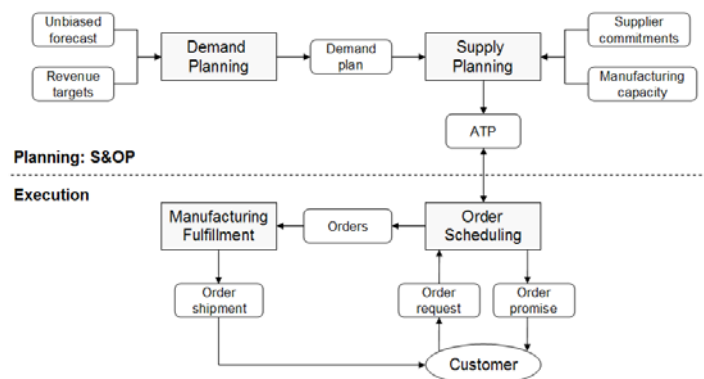 Unbiased
forecast
Revenue
targets
Demand
Planning
Demand
plan
Supply
Planning
Supplier
commitments
Manufacturing
capacity
ATP
Planning: S&OP
Execution
Manufacturing
Fulfillment
Orders
Order
Scheduling
Order
shipment
Order
request
Order
promise
Customer